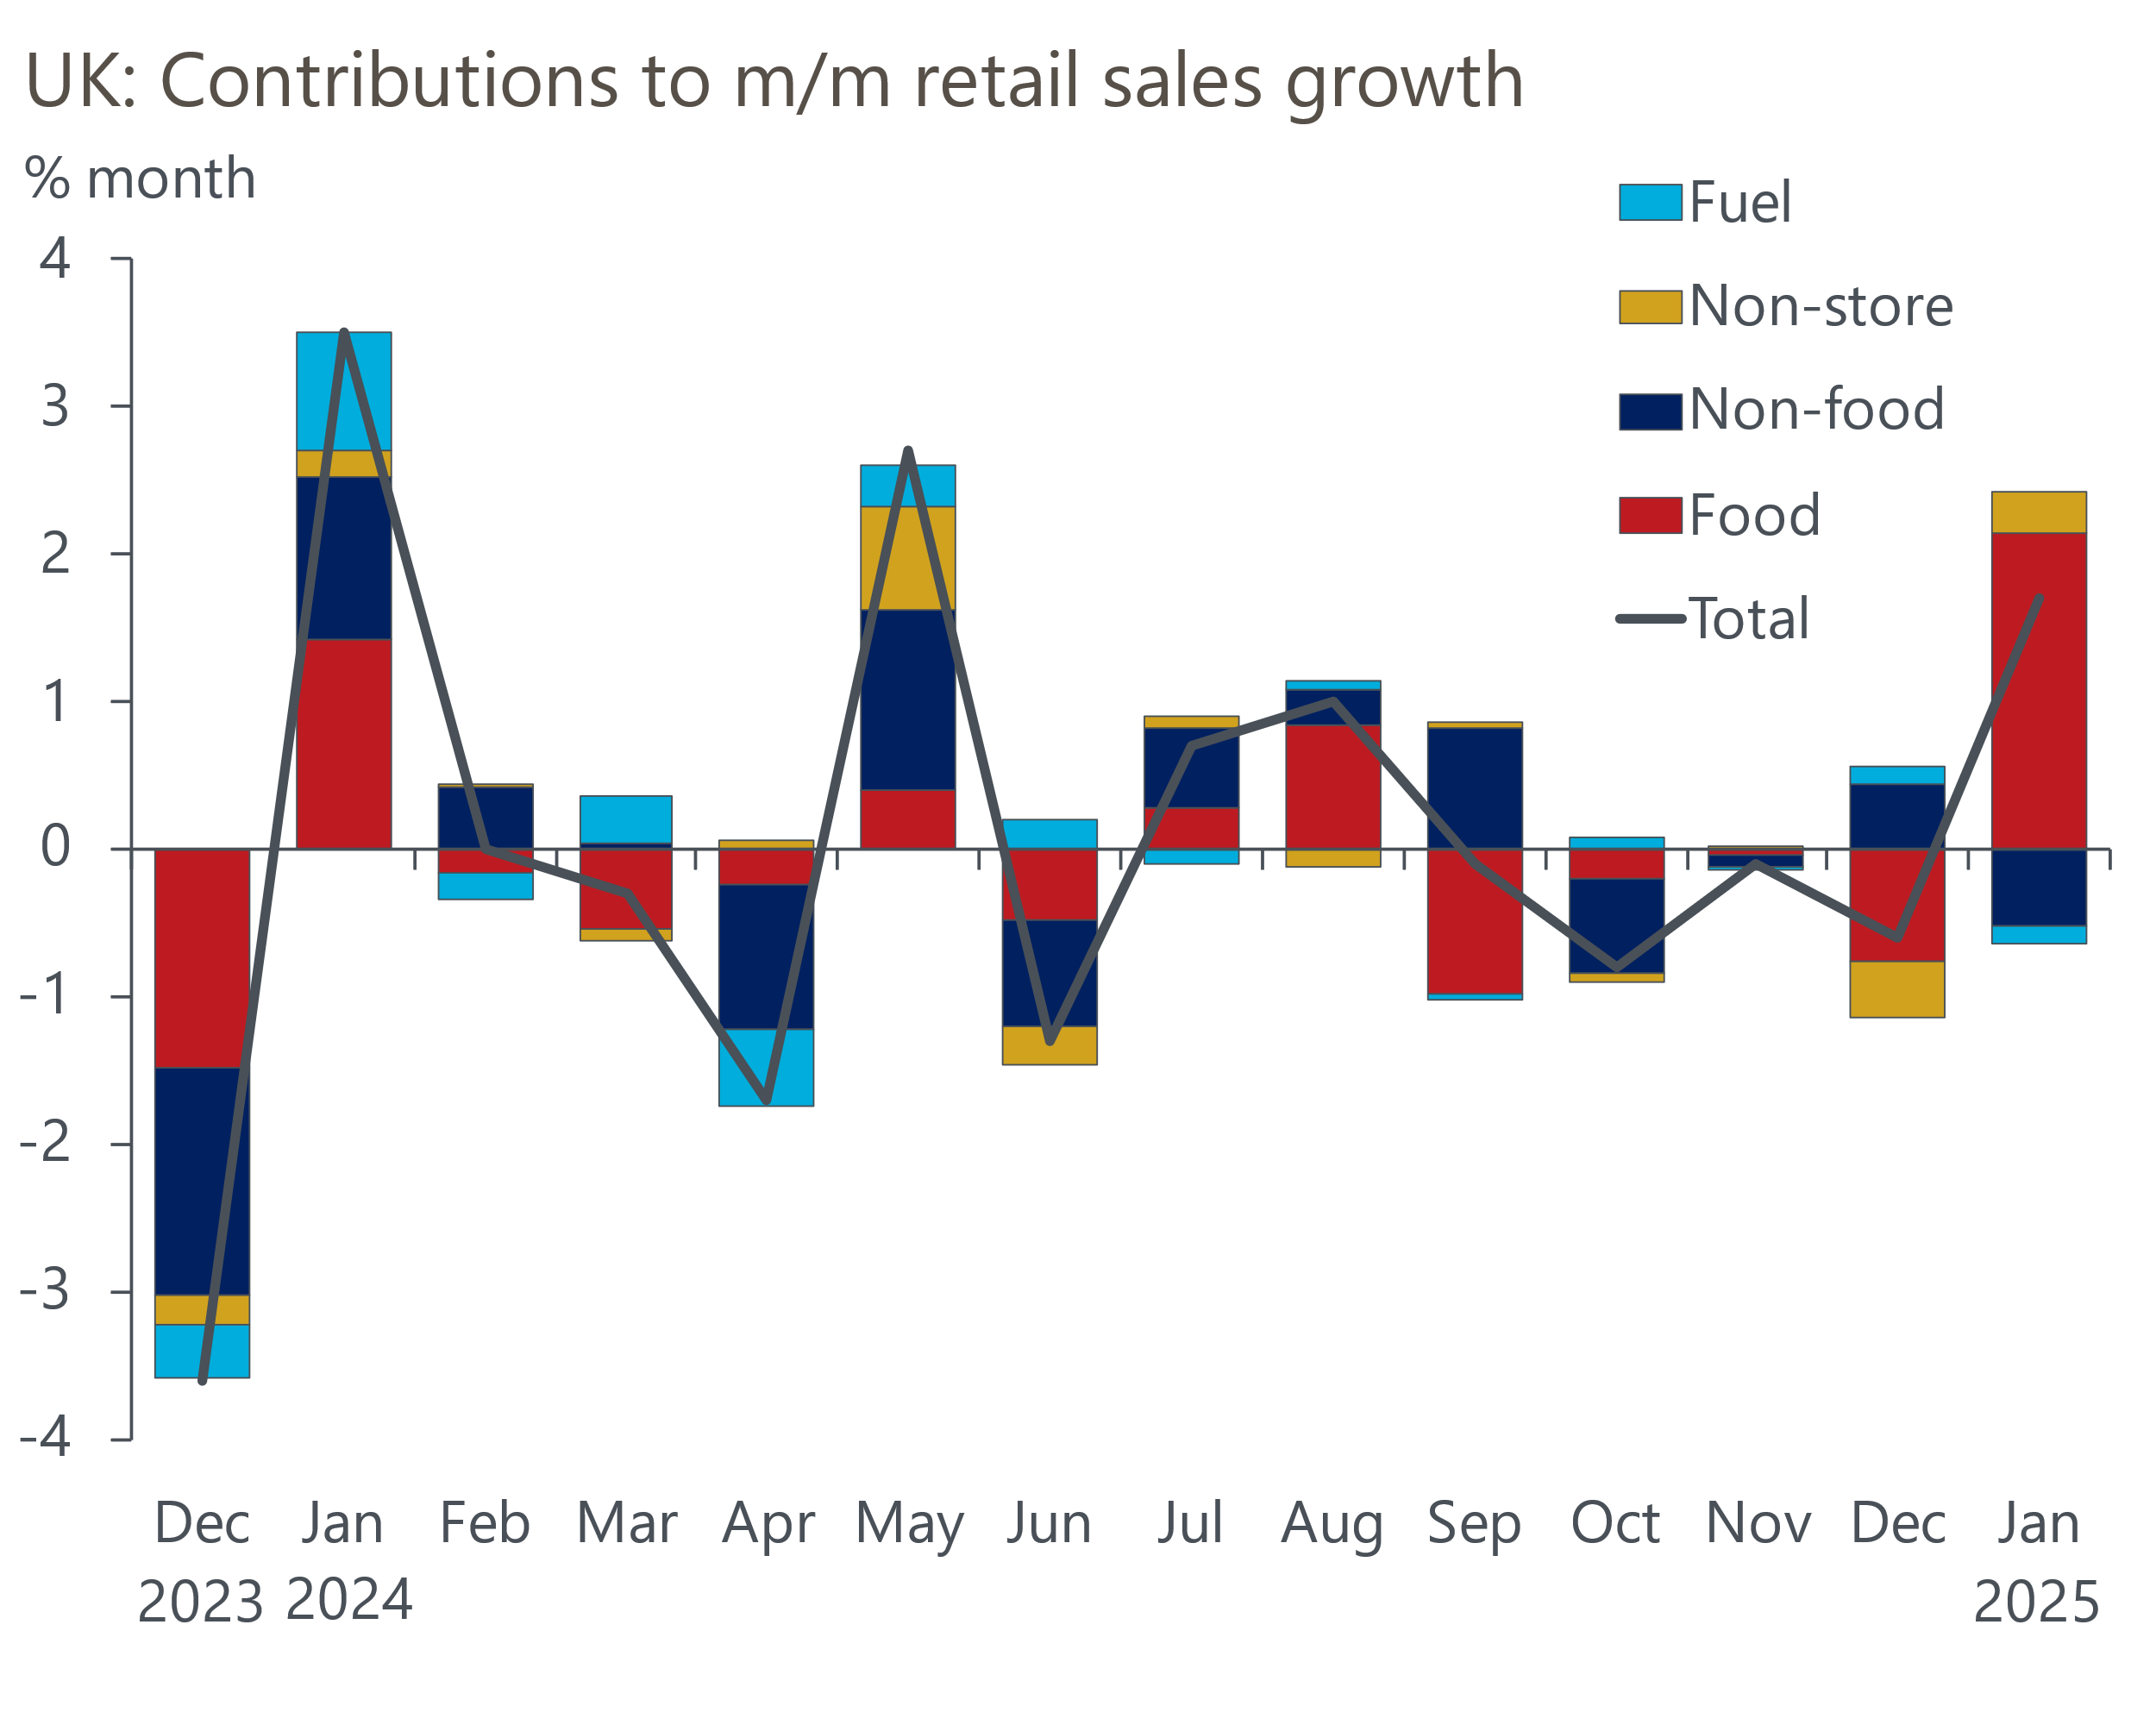 UK: Contributions to m/m retail sales growth
% month
Fuel
Non-store
Non-food
Food
Total
4
3
2
1
0
-1
-2
-3
-4
Dec Jan Feb Mar Apr May Jun Jul Aug Sep Oct Nov Dec Jan
2023 2024 2025